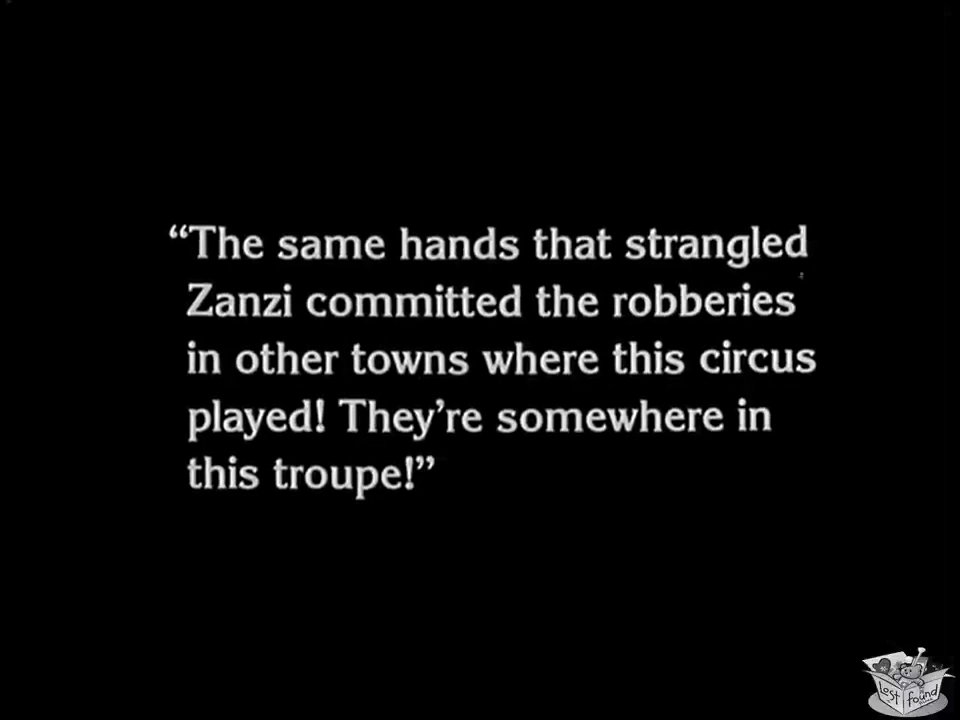 “The same hands that strangled
Zanzi committed the robberies
in other towns where this circus
played! They’re somewhere in
this troupe!”
Lost found